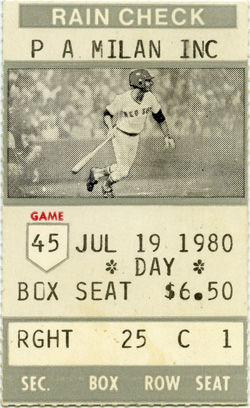 RAIN CHECK
P A MILAN INC
RED SOX
GAME
45 JUL 19 1980
* DAY *
BOX SEAT $6.50
RGHT 25 C 1
SEC. BOX ROW SEAT